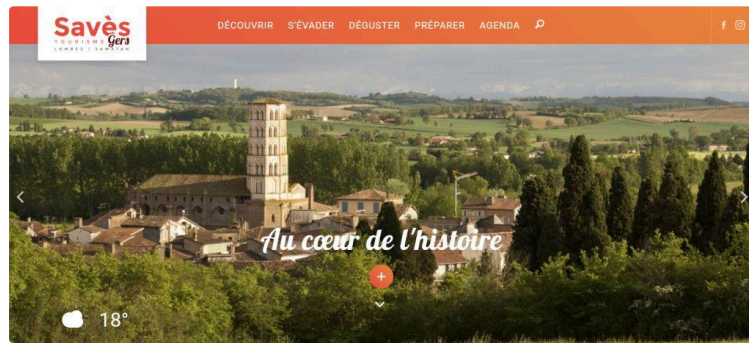 Savès
TOURISME Gers
LOMBEZ | SAMATAN
DÉCOUVRIR S'ÉVADER DÉGUSTER PRÉPARER AGENDA
Au cœur de l'histoire
18°